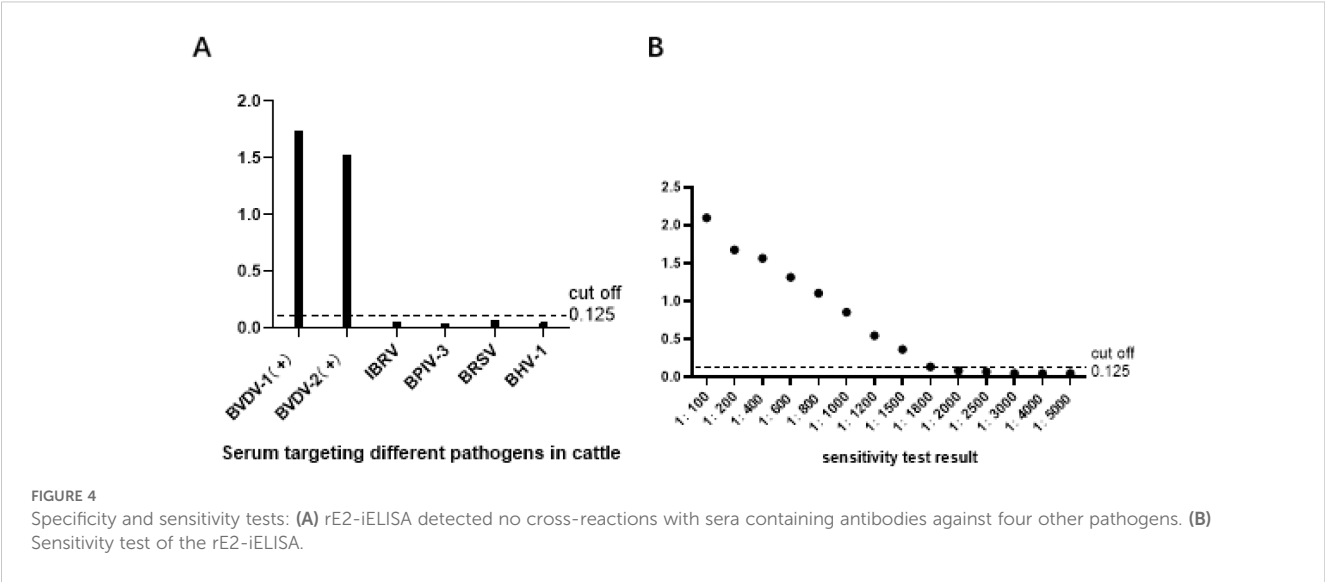 A
2.0
1.5
1.0
0.5
0.0
cut off
0.125
BVDV-1(+)
BVDV-2(+)
IBRV
BPIV-3
BRSV
BHV-1
Serum targeting different pathogens in cattle
B
2.5
2.0
1.5
1.0
0.5
0.0
cut off
0.125
1: 100
1: 200
1: 400
1: 600
1: 800
1: 1000
1: 1200
1: 1500
1: 1800
1: 2000
1: 2500
1: 3000
1: 4000
1: 5000
sensitivity test result
FIGURE 4
Specificity and sensitivity tests: (A) rE2-iELISA detected no cross-reactions with sera containing antibodies against four other pathogens. (B)
Sensitivity test of the rE2-iELISA.